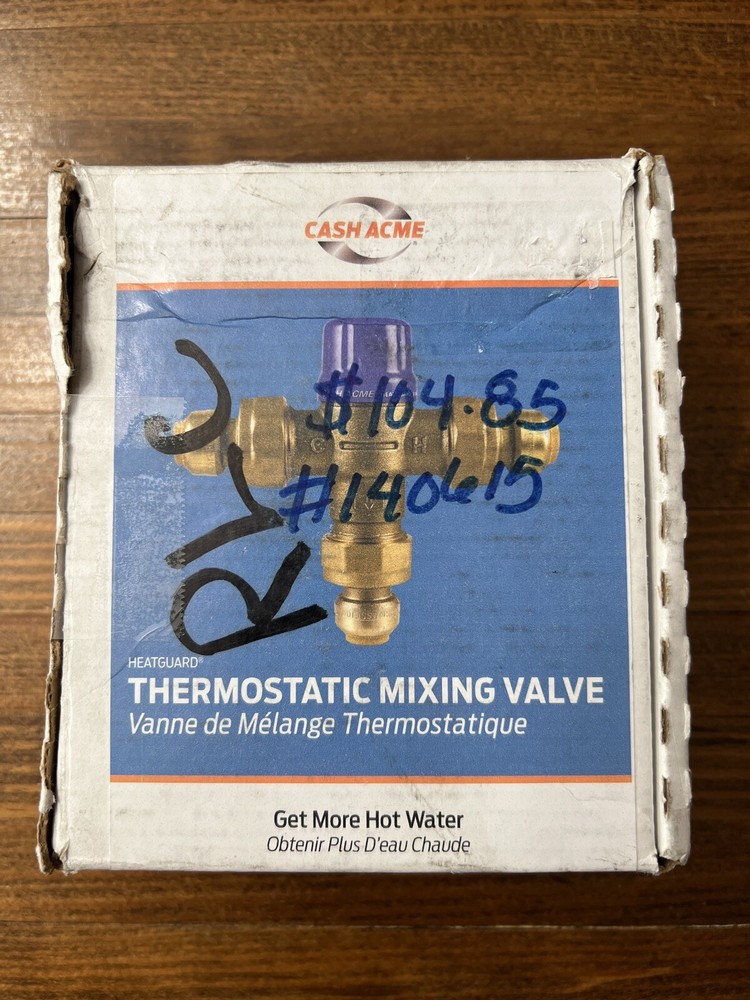 CASH ACME
$104.85
#140615
HEATGUARD®
THERMOSTATIC MIXING VALVE
Vanne de Mélange Thermostatique
Get More Hot Water
Obtenir Plus D'eau Chaude